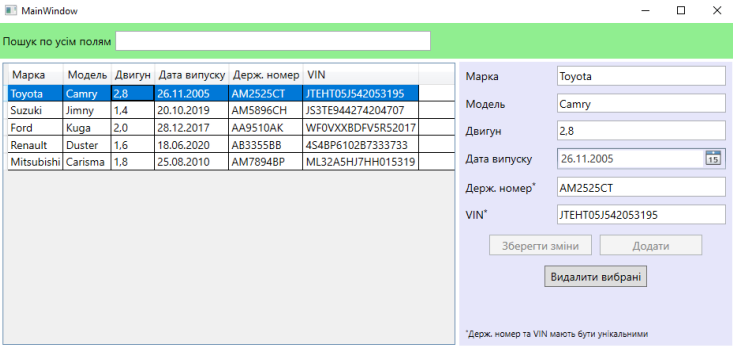 MainWindow
Пошук по усім полям
Марка Модель Двигун Дата випуску Держ. номер VIN
Toyota Camry 2,8 26.11.2005 AM2525CT JTEHT05J542053195
Suzuki Jimny 1,4 20.10.2019 AM5896CH JS3TE944274204707
Ford Kuga 2,0 28.12.2017 AA9510AK WF0VXXBDFV5R52017
Renault Duster 1,6 18.06.2020 AB3355BB 4S4BP6102B7333733
Mitsubishi Carisma 1,8 25.08.2010 AM7894BP ML32A5HJ7HH015319
Марка Toyota
Модель Camry
Двигун 2.8
Дата випуску 26.11.2005 15
Держ. номер* AM2525CT
VIN* JTEHT05J542053195
Зберегти зміни Додати
Видалити вибрані
*Держ. номер та VIN мають бути унікальними